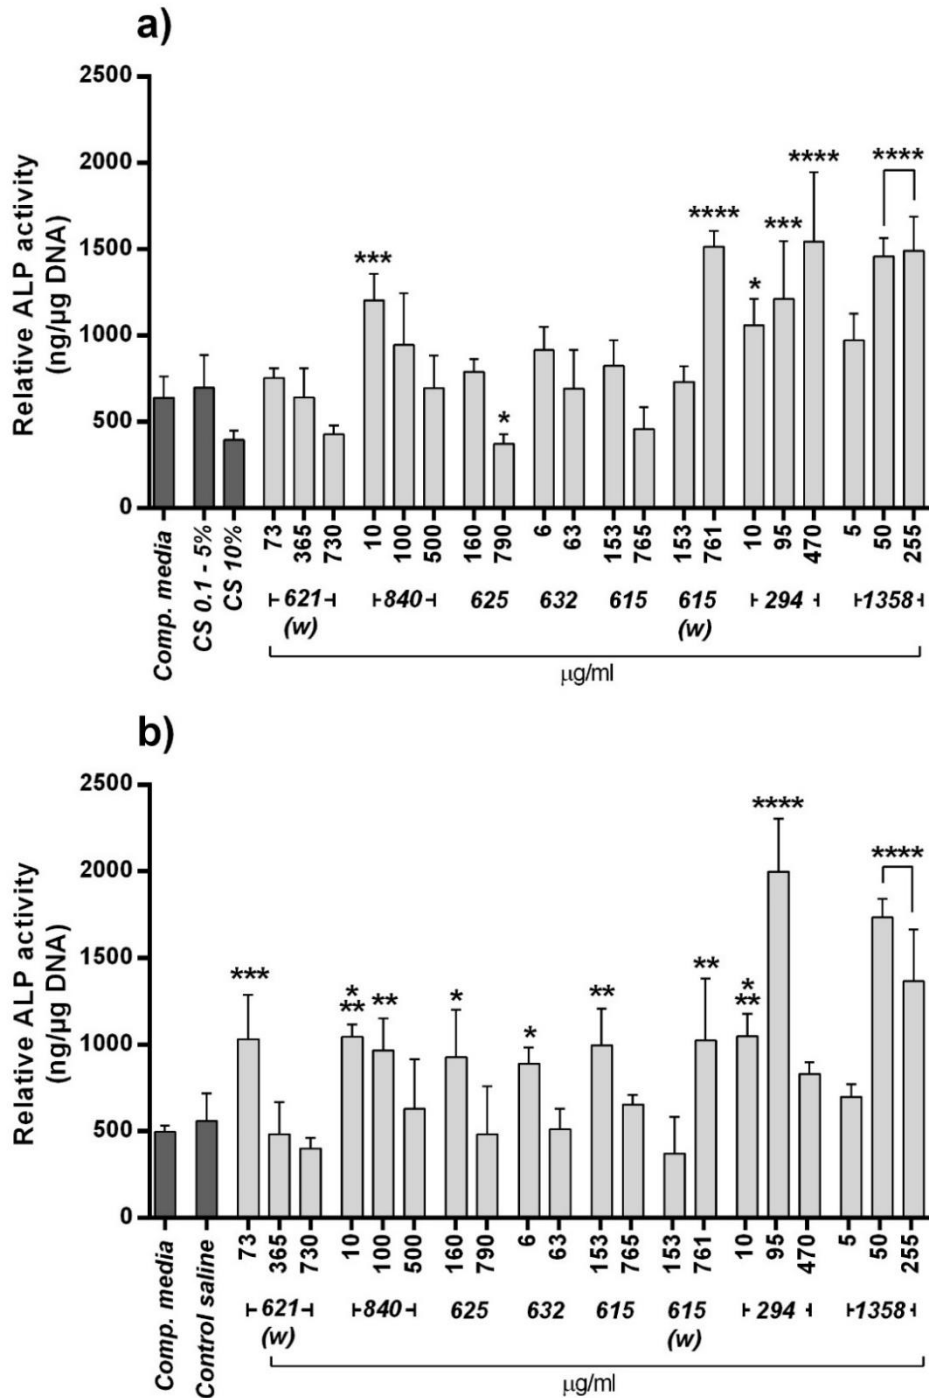 a)
Relative ALP activity
(ng/µg DNA)
2500
2000
1500
1000
500
0
*** * **** * *** **** ****
Comp. media CS 0.1 - 5% CS 10% 73 365 730 10 100 500 160 790 6 63 153 765 153 761 10 95 470 5 50 255
621 (w) 840 625 632 615 615 (w) 294 1358
µg/ml
b)
Relative ALP activity
(ng/µg DNA)
2500
2000
1500
1000
500
0
*** * ** ** * * ** ** * ** **** ****
Comp. media Control saline 73 365 730 10 100 500 160 790 6 63 153 765 153 761 10 95 470 5 50 255
621 (w) 840 625 632 615 615 (w) 294 1358
µg/ml